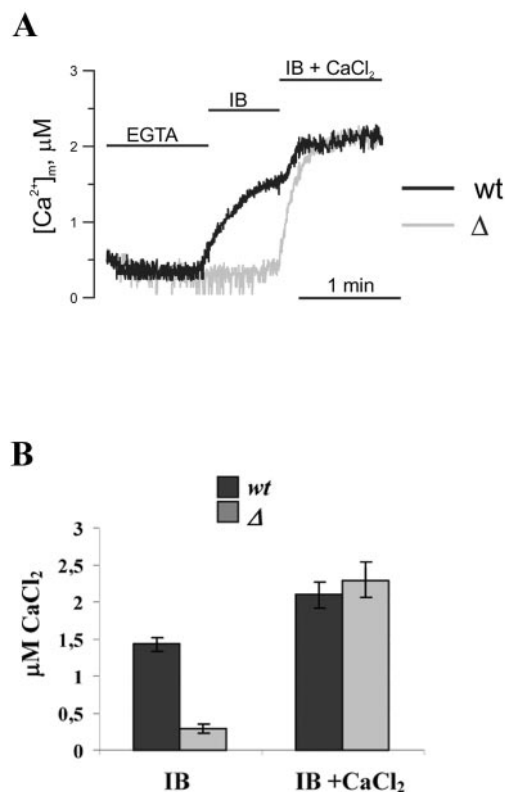 A
IB + CaCl₂
3
IB
EGTA
2
[Ca²⁺]ₘ, μM
wt
Δ
1
1 min
0
B
wt
Δ
3
2,5
2
μM CaCl₂
1,5
1
0,5
0
IB
IB +CaCl₂